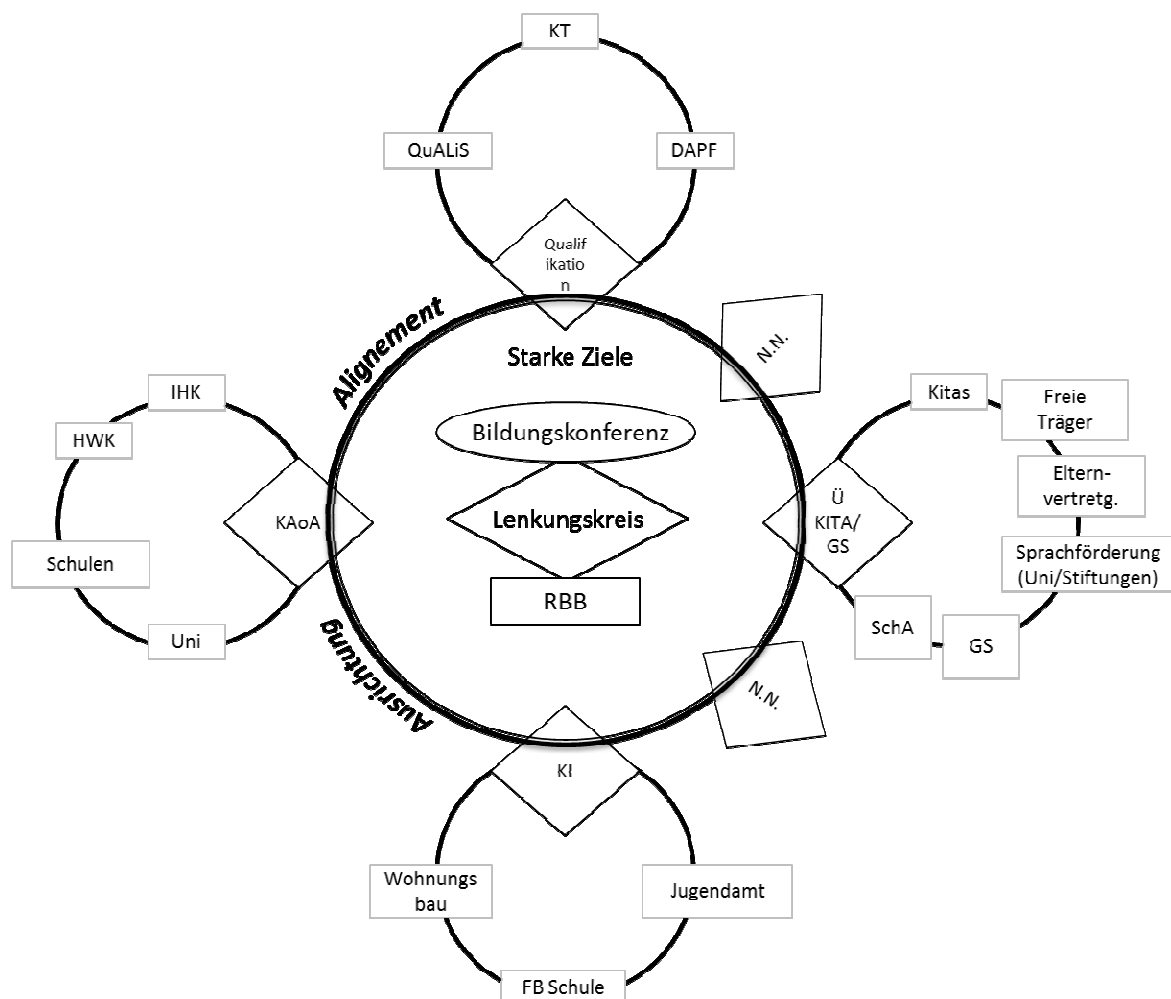 KT
QuALiS
DAPF
Qualif
ikatio
n
Alignement
Starke Ziele
N.N.
IHK
HWK
KAoA
Schulen
Uni
Bildungskonferenz
Lenkungskreis
RBB
Kitas
Freie
Träger
Eltern-
vertretg.
Ü
KITA/
GS
Sprachförderung
(Uni/Stiftungen)
SchA
GS
Ausrichtung
N.N.
KI
Wohnungs
bau
Jugendamt
FB Schule